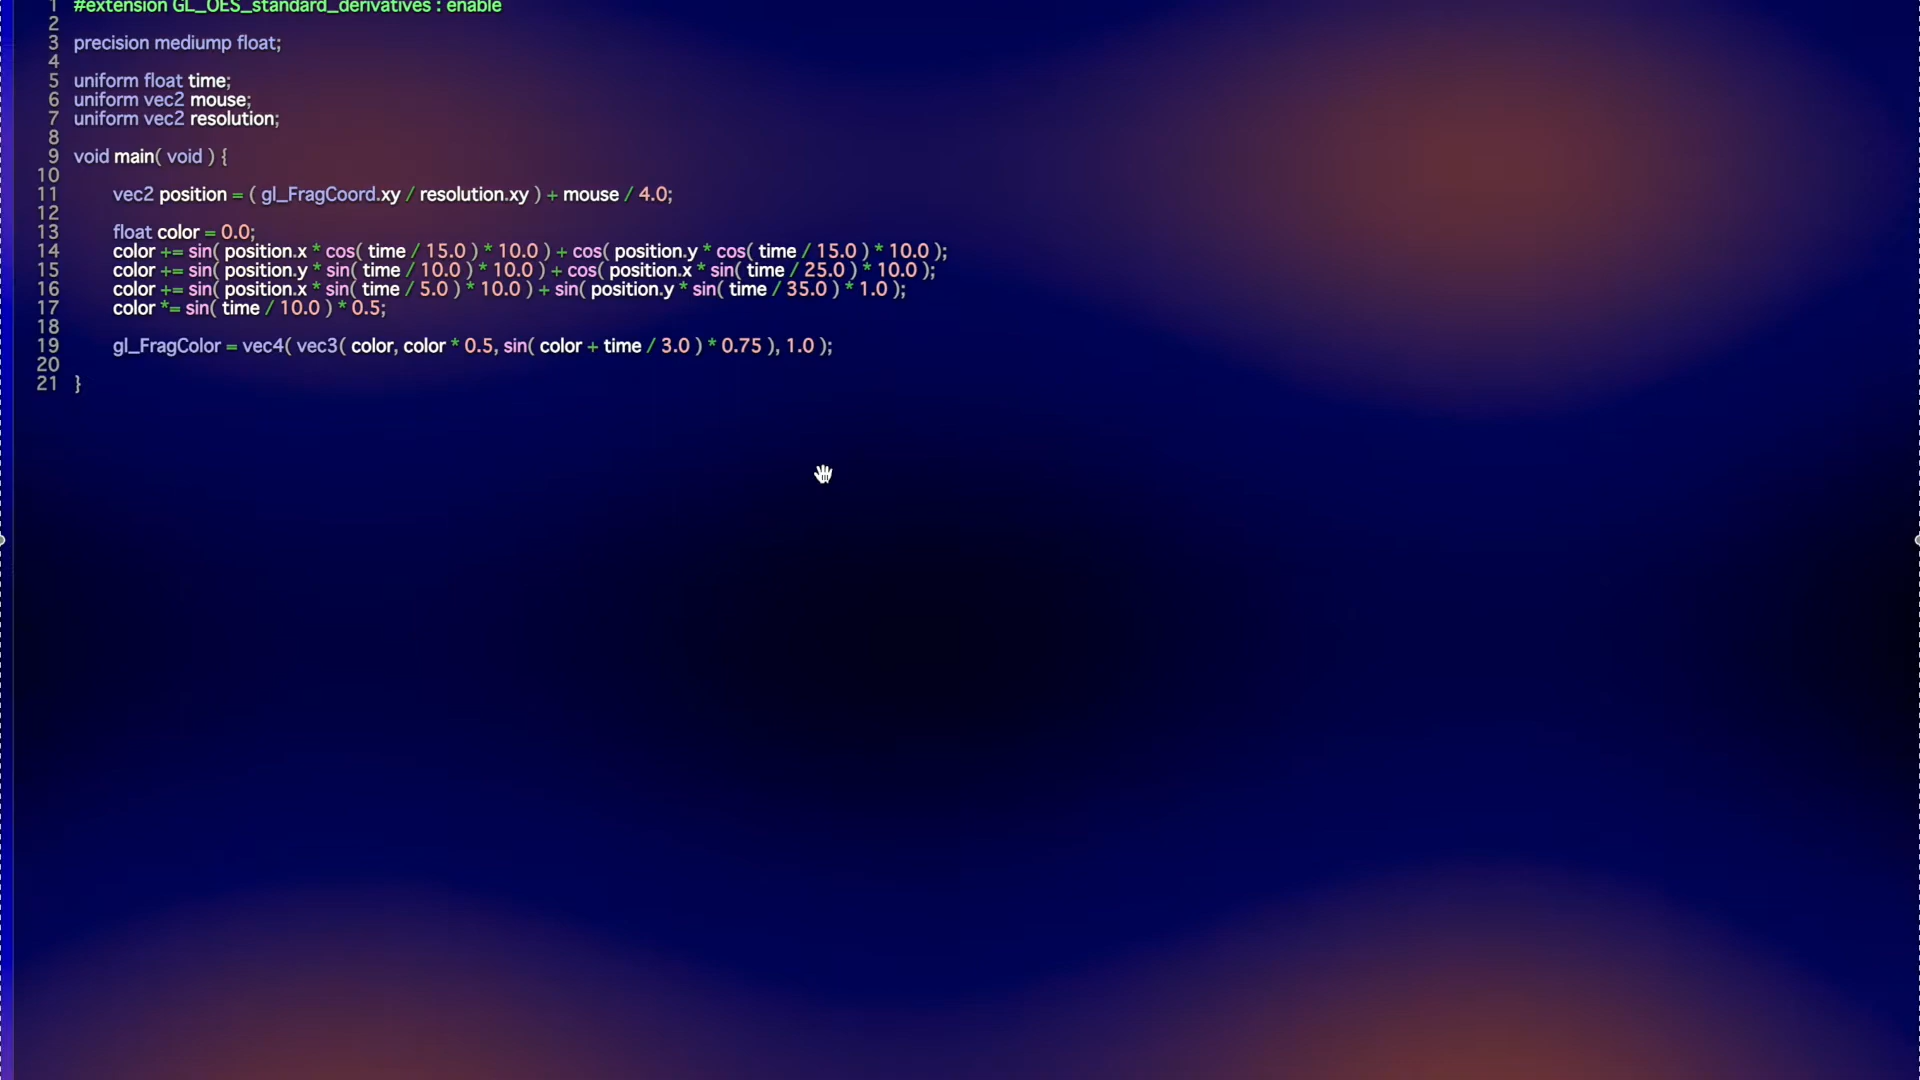 1 #extension GL_OES_standard_derivatives : enable
2
3 precision mediump float;
4
5 uniform float time;
6 uniform vec2 mouse;
7 uniform vec2 resolution;
8
9 void main( void ) {
10
11 vec2 position = ( gl_FragCoord.xy / resolution.xy ) + mouse / 4.0;
12
13 float color = 0.0;
14 color += sin( position.x * cos( time / 15.0 ) * 10.0 ) + cos( position.y * cos( time / 15.0 ) * 10.0 );
15 color += sin( position.y * sin( time / 10.0 ) * 10.0 ) + cos( position.x * sin( time / 25.0 ) * 10.0 );
16 color += sin( position.x * sin( time / 5.0 ) * 10.0 ) + sin( position.y * sin( time / 35.0 ) * 1.0 );
17 color *= sin( time / 10.0 ) * 0.5;
18
19 gl_FragColor = vec4( vec3( color, color * 0.5, sin( color + time / 3.0 ) * 0.75 ), 1.0 );
20
21 }